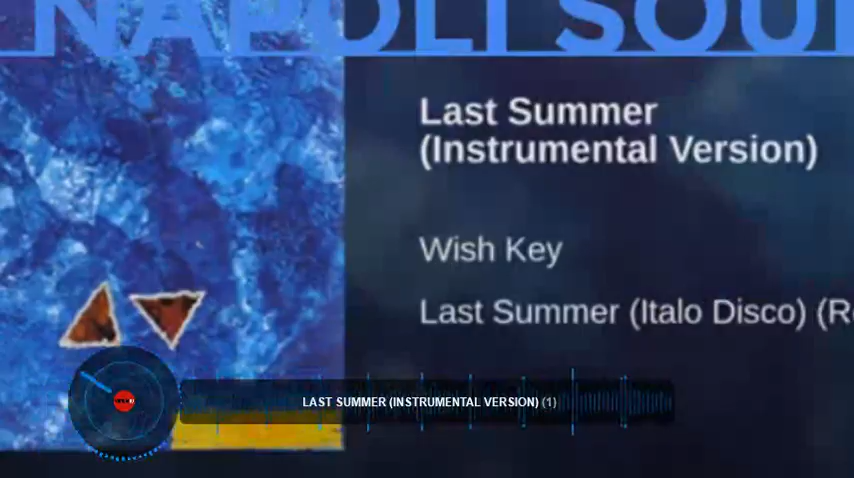 NAPOLI SOU
Last Summer
(Instrumental Version)
Wish Key
Last Summer (Italo Disco) (R
LAST SUMMER (INSTRUMENTAL VERSION) (1)